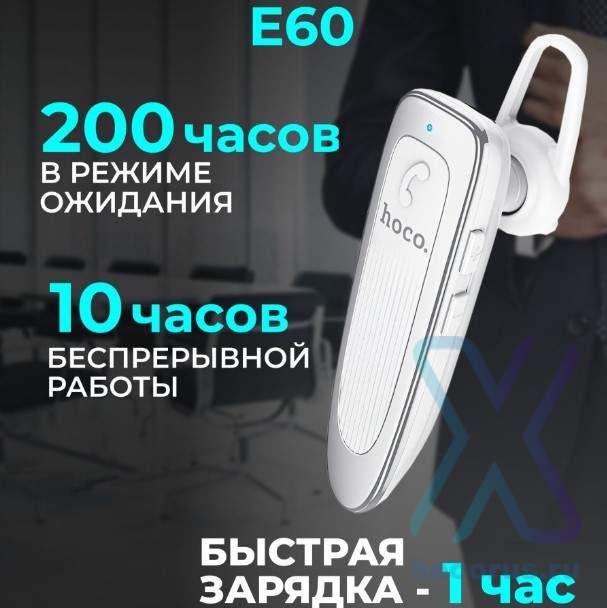 E60
200 часов
В РЕЖИМЕ
ОЖИДАНИЯ
hoco.
10 часов
БЕСПРЕРЫВНОЙ
РАБОТЫ
БЫСТРАЯ
ЗАРЯДКА - 1 час